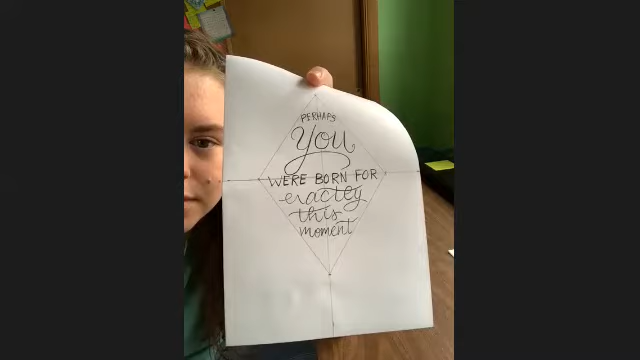 PERHAPS
you
WERE BORN FOR
exactly
this
moment